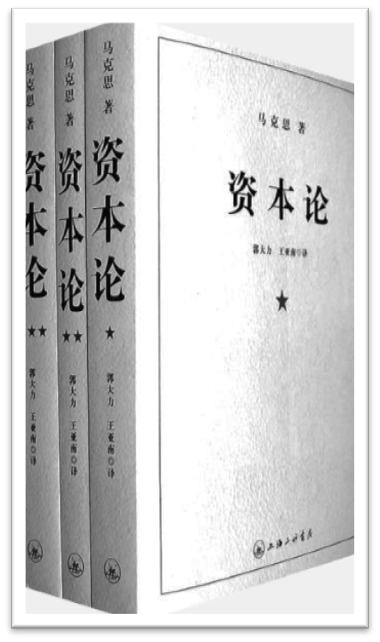 马克思 著
资本论
★★
郭大力 王亚南◎译
马克思 著
资本论
★★
郭大力 王亚南◎译
马克思 著
资本论
★
郭大力 王亚南◎译
马克思 著
资本论
郭大力 王亚南◎译
★
上海三联书店